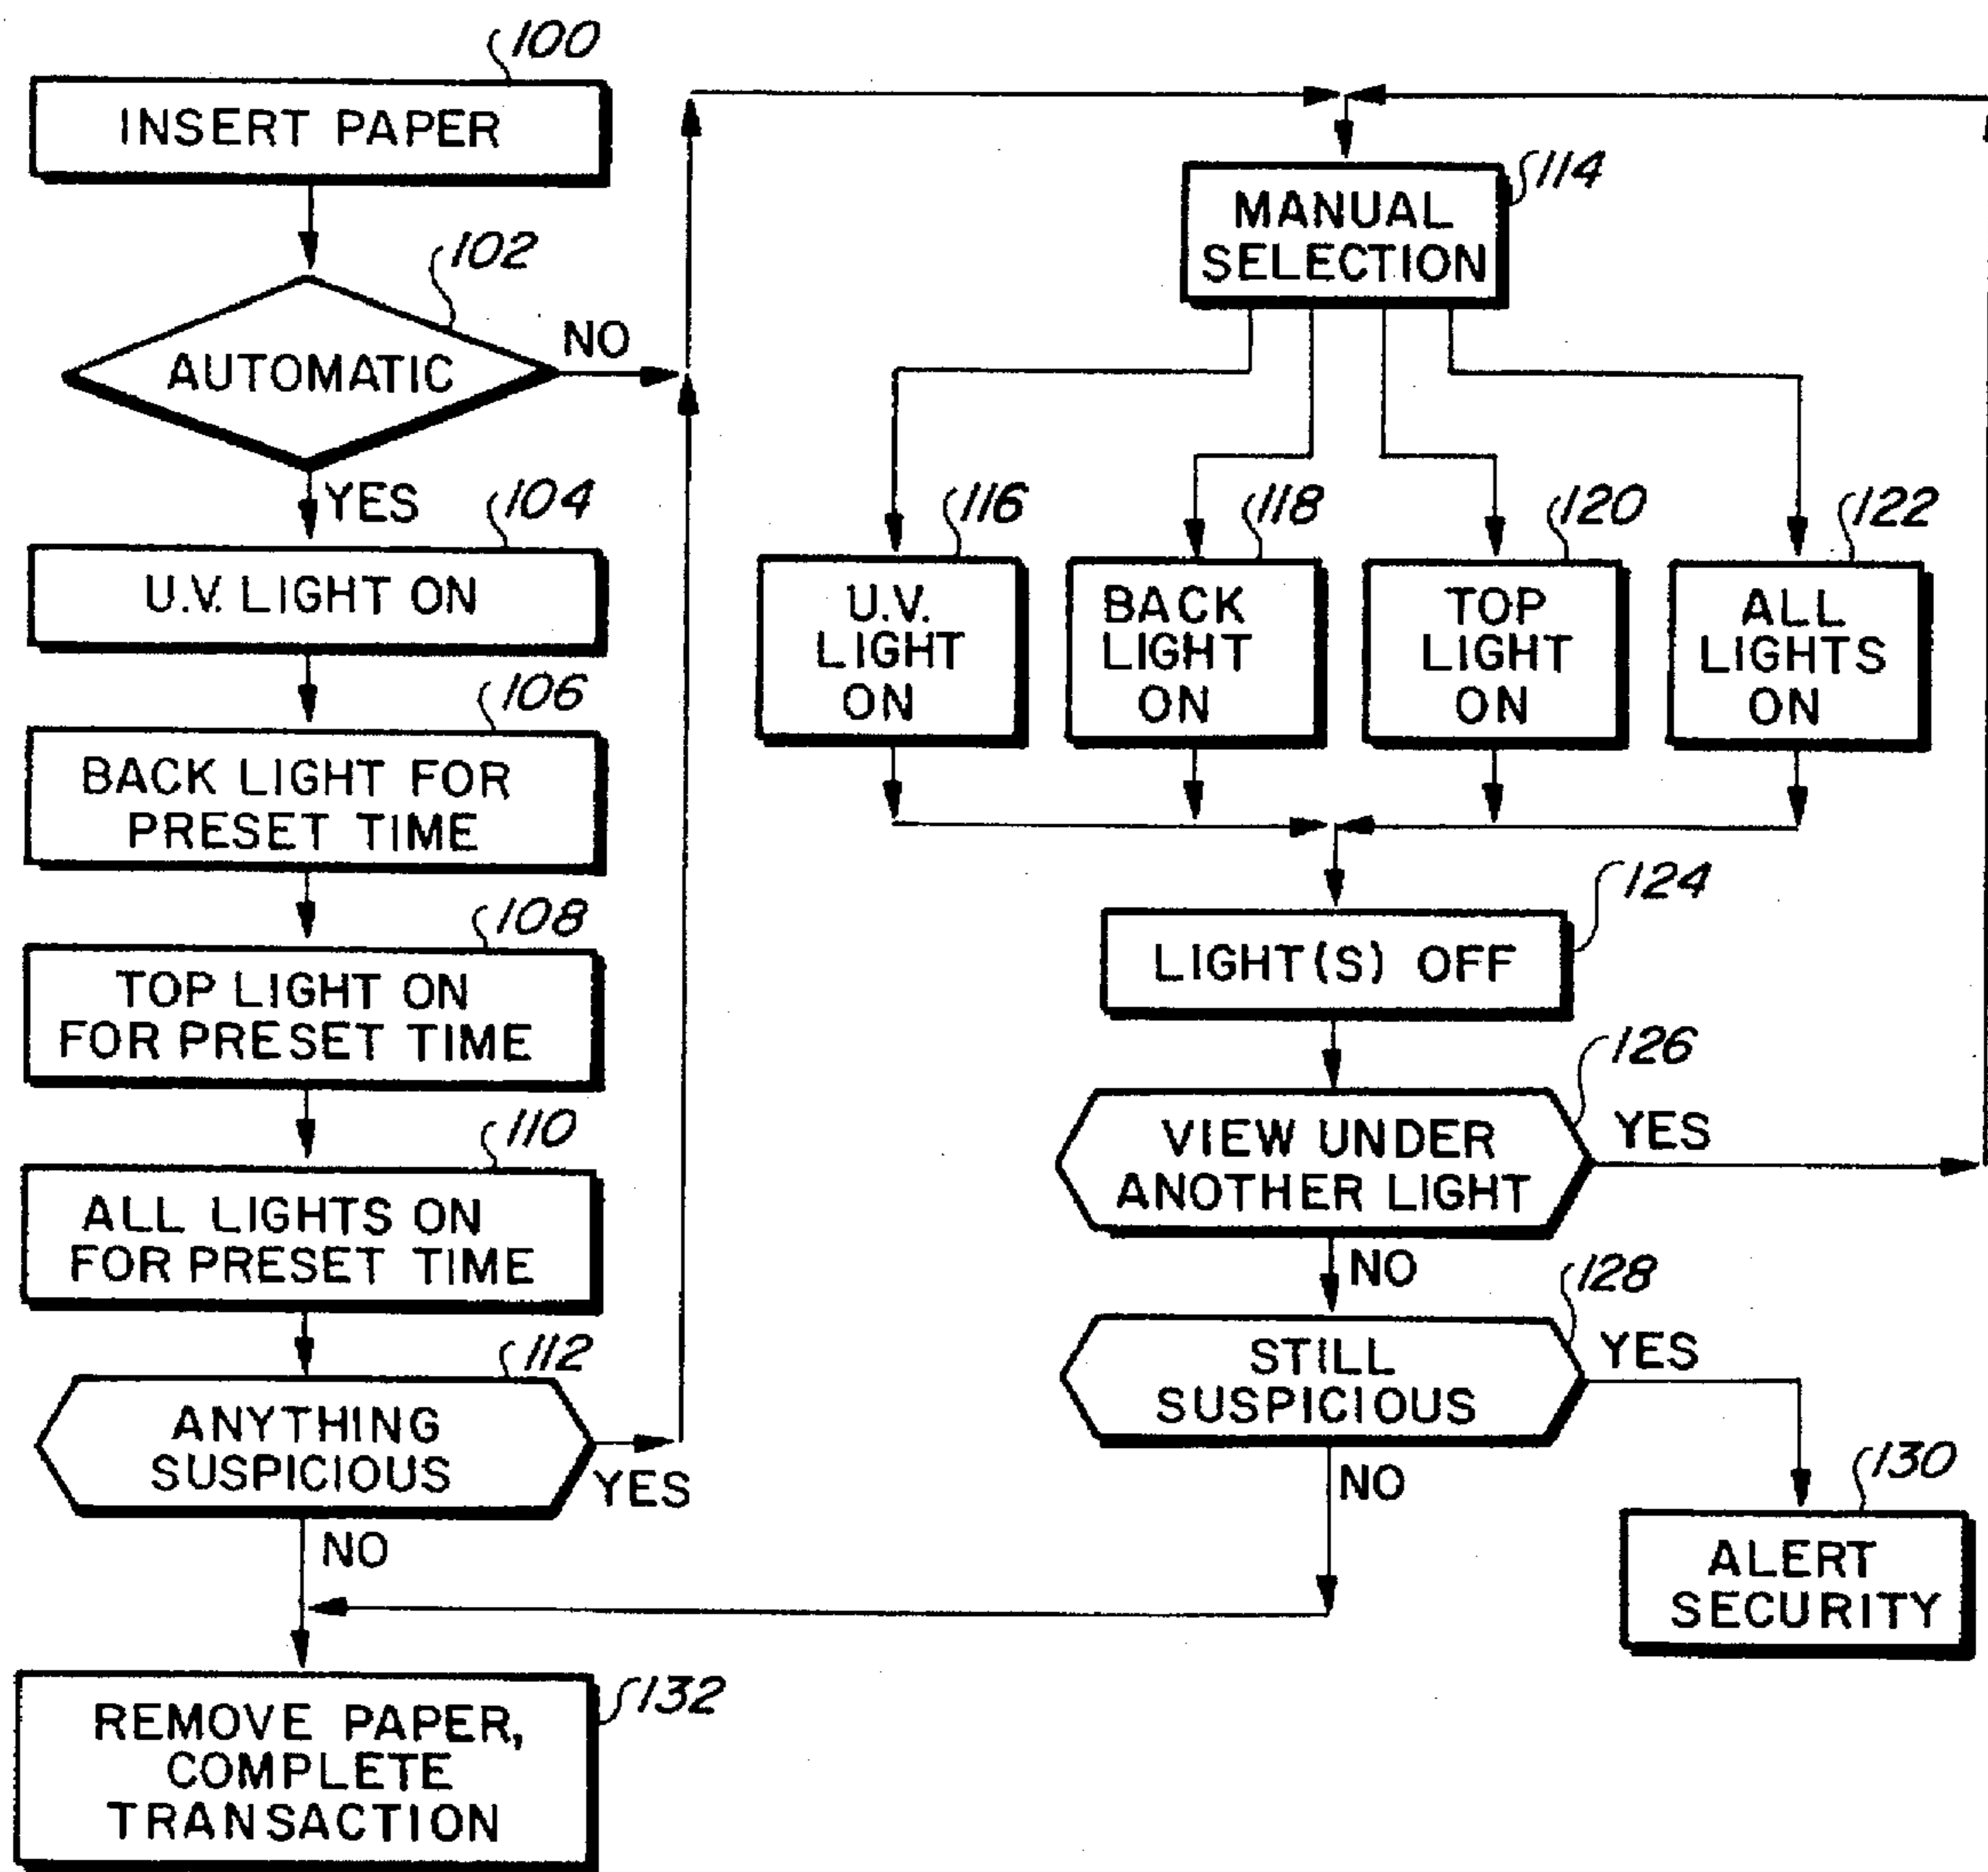 100
INSERT PAPER
102
AUTOMATIC
NO
YES
104
U.V. LIGHT ON
106
BACK LIGHT FOR
PRESET TIME
108
TOP LIGHT ON
FOR PRESET TIME
110
ALL LIGHTS ON
FOR PRESET TIME
112
ANYTHING
SUSPICIOUS
YES
NO
132
REMOVE PAPER,
COMPLETE
TRANSACTION
114
MANUAL
SELECTION
116
U.V.
LIGHT
ON
118
BACK
LIGHT
ON
120
TOP
LIGHT
ON
122
ALL
LIGHTS
ON
124
LIGHT(S) OFF
126
VIEW UNDER
ANOTHER LIGHT
YES
NO
128
STILL
SUSPICIOUS
YES
NO
130
ALERT
SECURITY